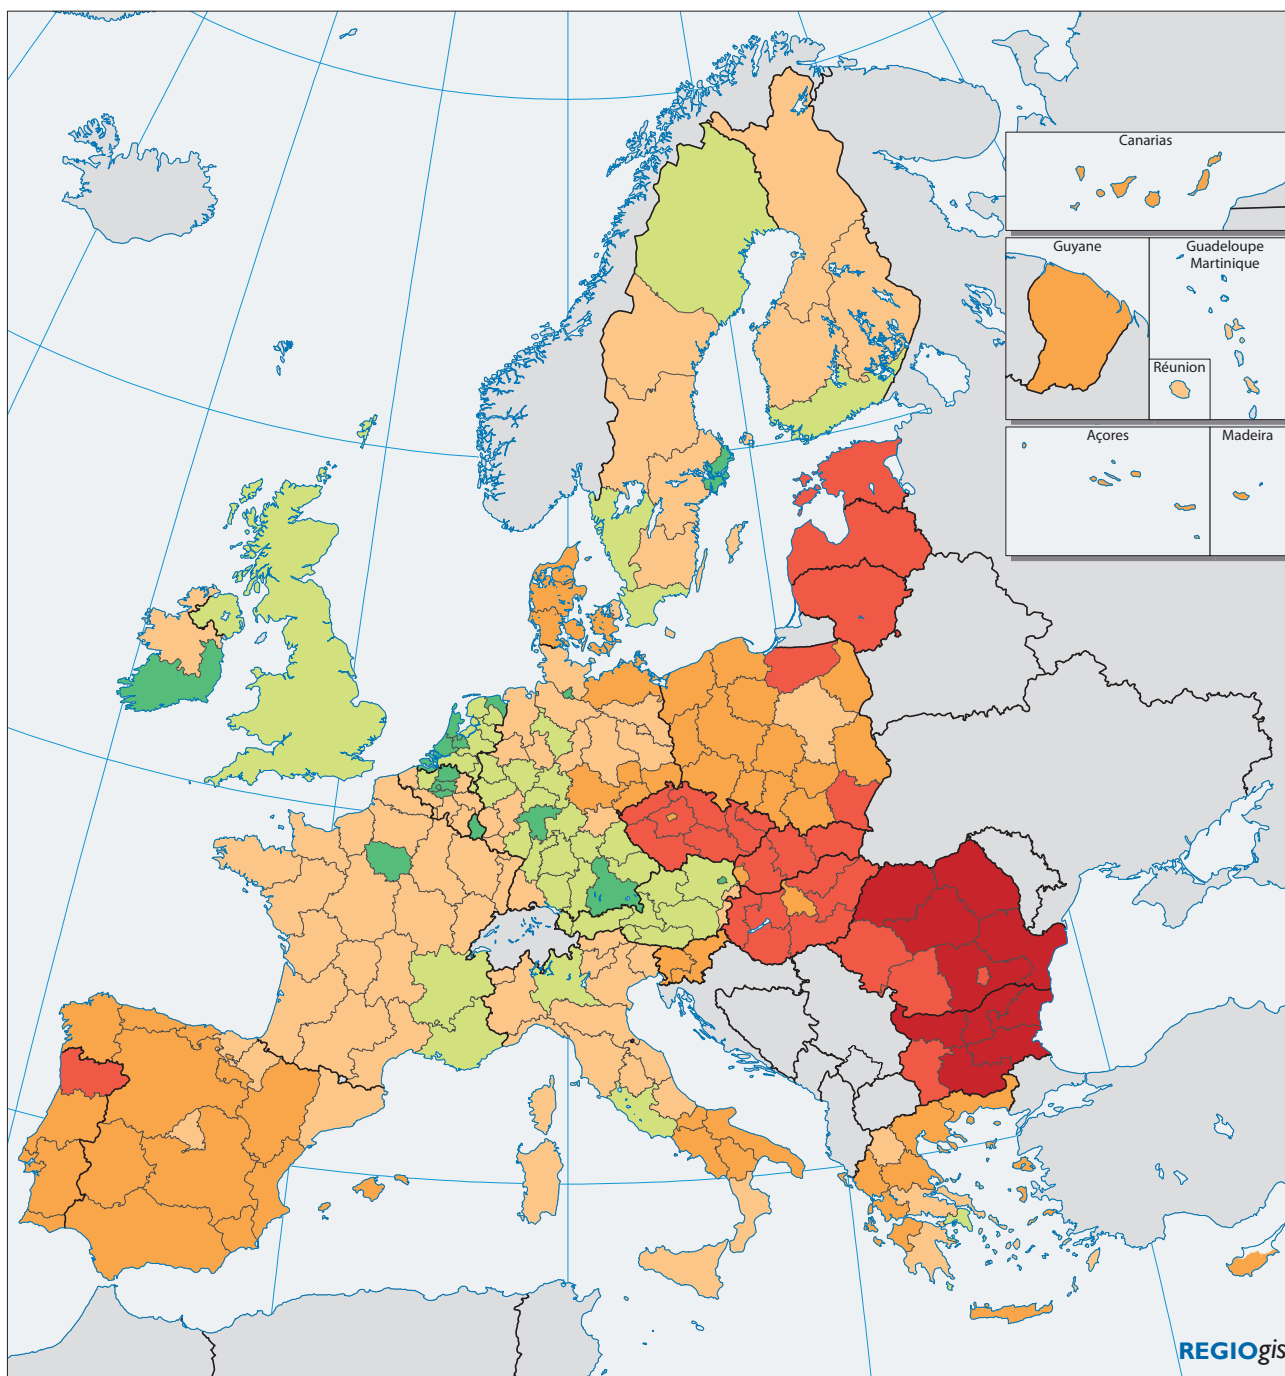 Canarias
Guyane
Guadeloupe
Martinique
Réunion
Açores
Madeira
REGIOgis